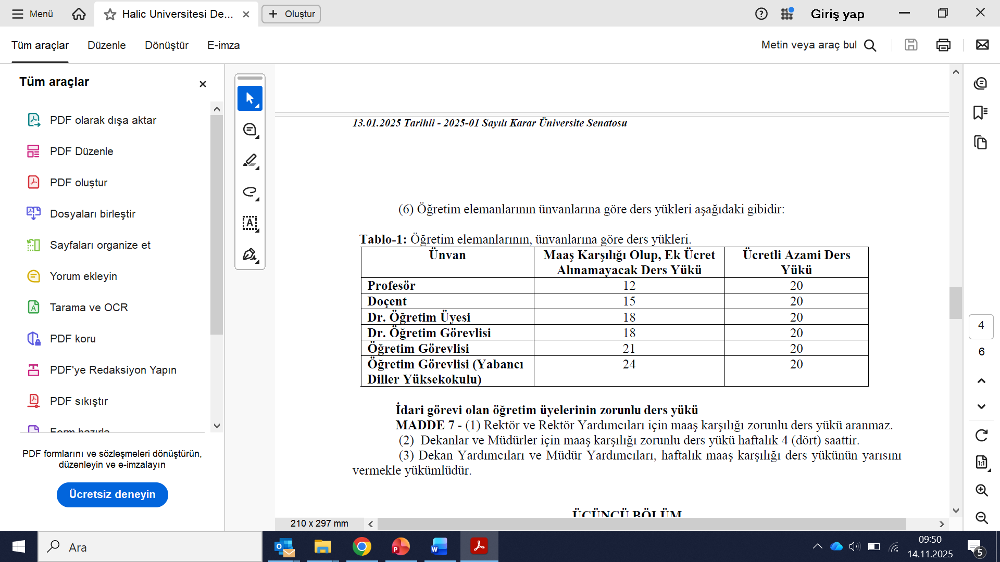 Menü
Halic Universitesi De...
Oluştur
Giriş yap
Tüm araçlar
Düzenle
Dönüştür
E-imza
Metin veya araç bul
Tüm araçlar
PDF olarak dışa aktar
PDF Düzenle
PDF oluştur
Dosyaları birleştir
Sayfaları organize et
Yorum ekleyin
Tarama ve OCR
PDF koru
PDF'ye Redaksiyon Yapın
PDF sıkıştır
Form hazırla
PDF formlarını ve sözleşmeleri dönüştürün,
düzenleyin ve e-imzalayın
Ücretsiz deneyin
13.01.2025 Tarihli - 2025-01 Sayılı Karar Üniversite Senatosu
(6) Öğretim elemanlarının ünvanlarına göre ders yükleri aşağıdaki gibidir:
Tablo-1: Öğretim elemanlarının, ünvanlarına göre ders yükleri.
Ünvan Maaş Karşılığı Olup, Ek Ücret Ücretli Azami Ders
Alınamayacak Ders Yükü Yükü
Profesör 12 20
Doçent 15 20
Dr. Öğretim Üyesi 18 20
Dr. Öğretim Görevlisi 18 20
Öğretim Görevlisi 21 20
Öğretim Görevlisi (Yabancı 24 20
Diller Yüksekokulu)
İdari görevi olan öğretim üyelerinin zorunlu ders yükü
MADDE 7 - (1) Rektör ve Rektör Yardımcıları için maaş karşılığı zorunlu ders yükü aranmaz.
(2) Dekanlar ve Müdürler için maaş karşılığı zorunlu ders yükü haftalık 4 (dört) saattir.
(3) Dekan Yardımcıları ve Müdür Yardımcıları, haftalık maaş karşılığı ders yükünün yarısını
vermekle yükümlüdür.
ÜÇÜNCÜ BÖLÜM
210 x 297 mm
4
6
1:1
Ara
09:50
14.11.2025
5